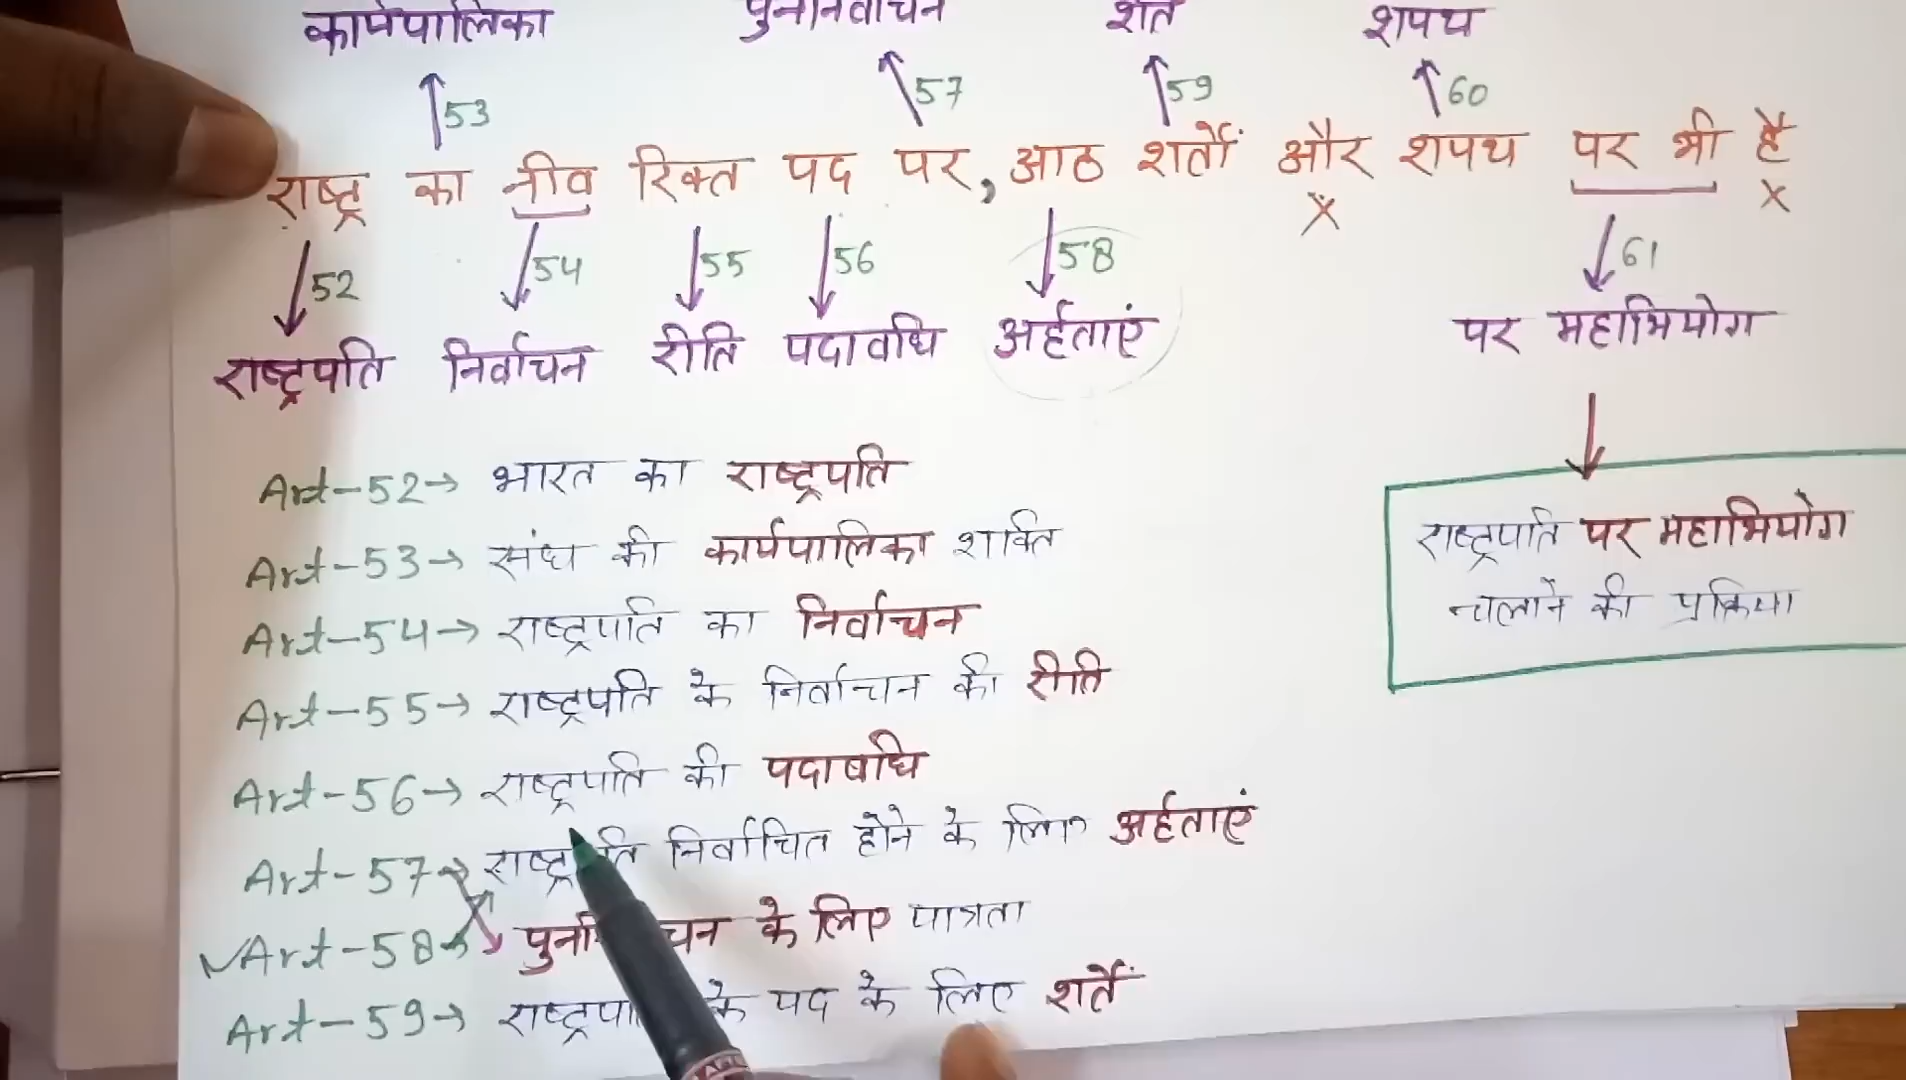 कार्यपालिका पुनर्निर्वाचन शर्त शपथ
53 57 59 60
राष्ट्र का नीव रिक्त पद पर, आठ शर्तों और शपथ पर भी है
x x
52 54 55 56 58 61
राष्ट्रपति निर्वाचन रीति पदावधि अर्हताएं पर महाभियोग
Art-52→ भारत का राष्ट्रपति
Art-53→ संघ की कार्यपालिका शक्ति
Art-54→ राष्ट्रपति का निर्वाचन
Art-55→ राष्ट्रपति के निर्वाचन की रीति
Art-56→ राष्ट्रपति की पदावधि
Art-57→ राष्ट्रपति निर्वाचित होने के लिए अर्हताएं
✓Art-58→ के लिए पात्रता
Art-59→ के पद के लिए शर्तें
राष्ट्रपति पर महाभियोग
चलाने की प्रक्रिया